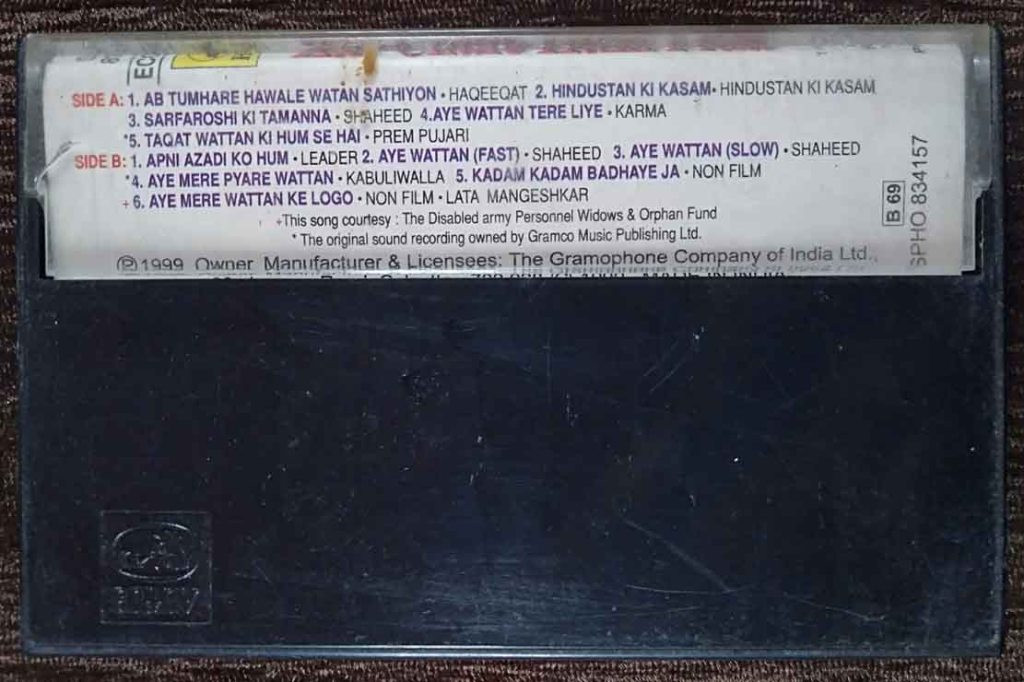 SIDE A: 1. AB TUMHARE HAWALE WATAN SATHIYON • HAQEEQAT 2. HINDUSTAN KI KASAM • HINDUSTAN KI KASAM
3. SARFAROSHI KI TAMANNA • SHAHEED 4. AYE WATTAN TERE LIYE • KARMA
*5. TAQAT WATTAN KI HUM SE HAI • PREM PUJARI
SIDE B: 1. APNI AZADI KO HUM • LEADER 2. AYE WATTAN (FAST) • SHAHEED 3. AYE WATTAN (SLOW) • SHAHEED
*4. AYE MERE PYARE WATTAN • KABULIWALLA 5. KADAM KADAM BADHAYE JA • NON FILM
+6. AYE MERE WATTAN KE LOGO • NON FILM • LATA MANGESHKAR
+This song courtesy : The Disabled army Personnel Widows & Orphan Fund
* The original sound recording owned by Gramco Music Publishing Ltd.
℗ 1999 Owner Manufacturer & Licensees: The Gramophone Company of India Ltd.,
B 69
SPHO 834157